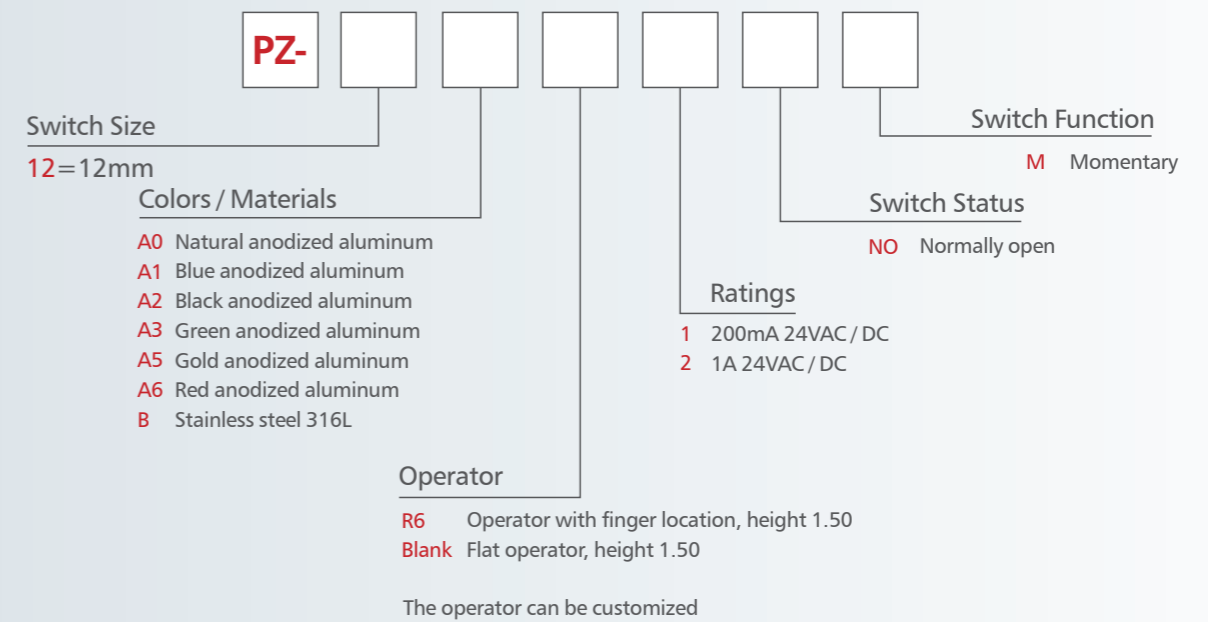 PZ-
Switch Size
12=12mm
Colors / Materials
A0 Natural anodized aluminum
A1 Blue anodized aluminum
A2 Black anodized aluminum
A3 Green anodized aluminum
A5 Gold anodized aluminum
A6 Red anodized aluminum
B Stainless steel 316L
Operator
R6 Operator with finger location, height 1.50
Blank Flat operator, height 1.50
The operator can be customized
Ratings
1 200mA 24VAC / DC
2 1A 24VAC / DC
Switch Status
NO Normally open
Switch Function
M Momentary